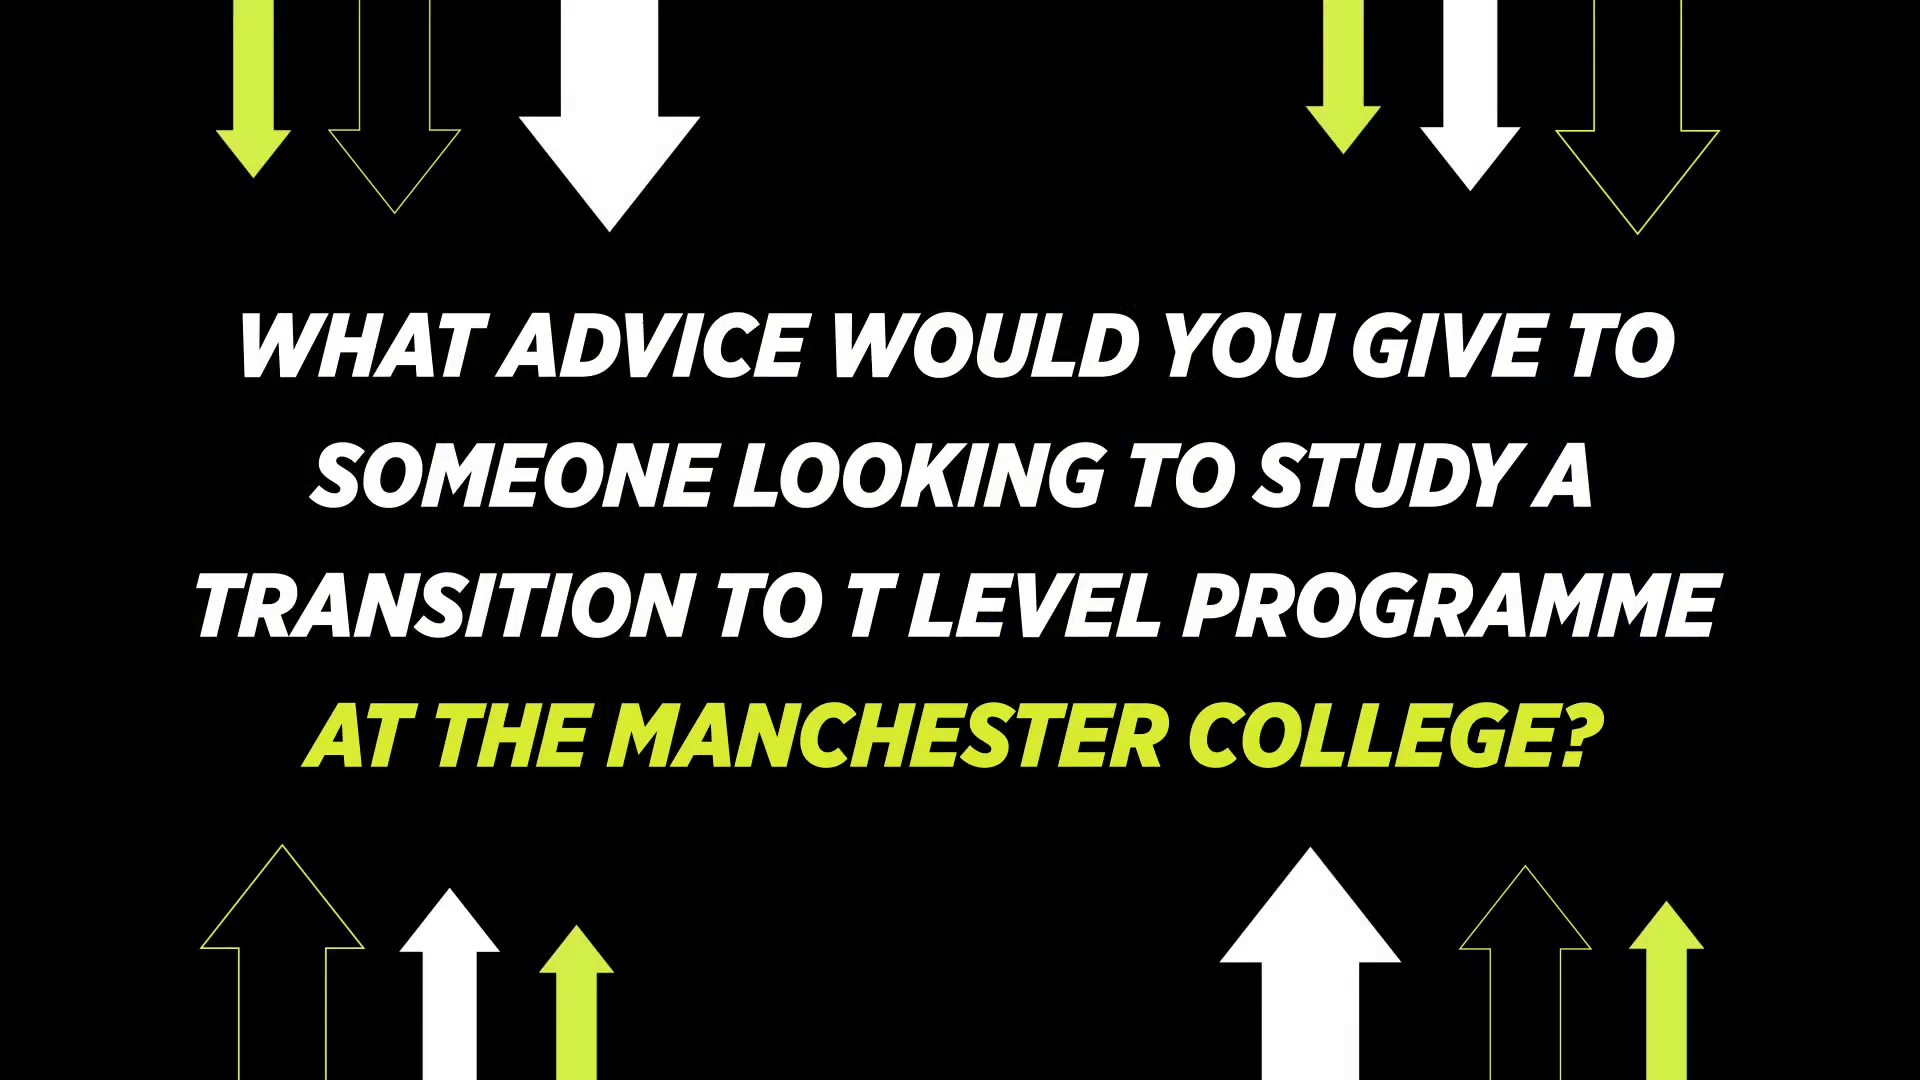 WHAT ADVICE WOULD YOU GIVE TO
SOMEONE LOOKING TO STUDY A
TRANSITION TO T LEVEL PROGRAMME
AT THE MANCHESTER COLLEGE?